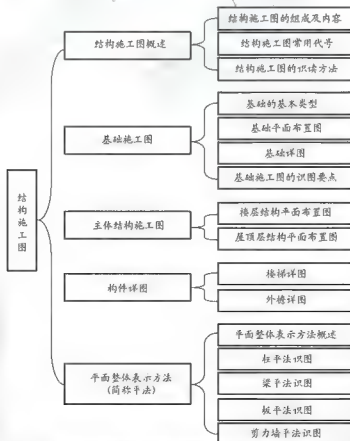 结构施工图
结构施工图概述
结构施工图的组成及内容
结构施工图常用代号
结构施工图的识读方法
基础施工图
基础的基本类型
基础平面布置图
基础详图
基础施工图的识图要点
主体结构施工图
楼层结构平面布置图
屋顶层结构平面布置图
构件详图
楼梯详图
外檐详图
平面整体表示方法
(简称平法)
平面整体表示方法概述
柱平法识图
梁平法识图
板平法识图
剪力墙平法识图